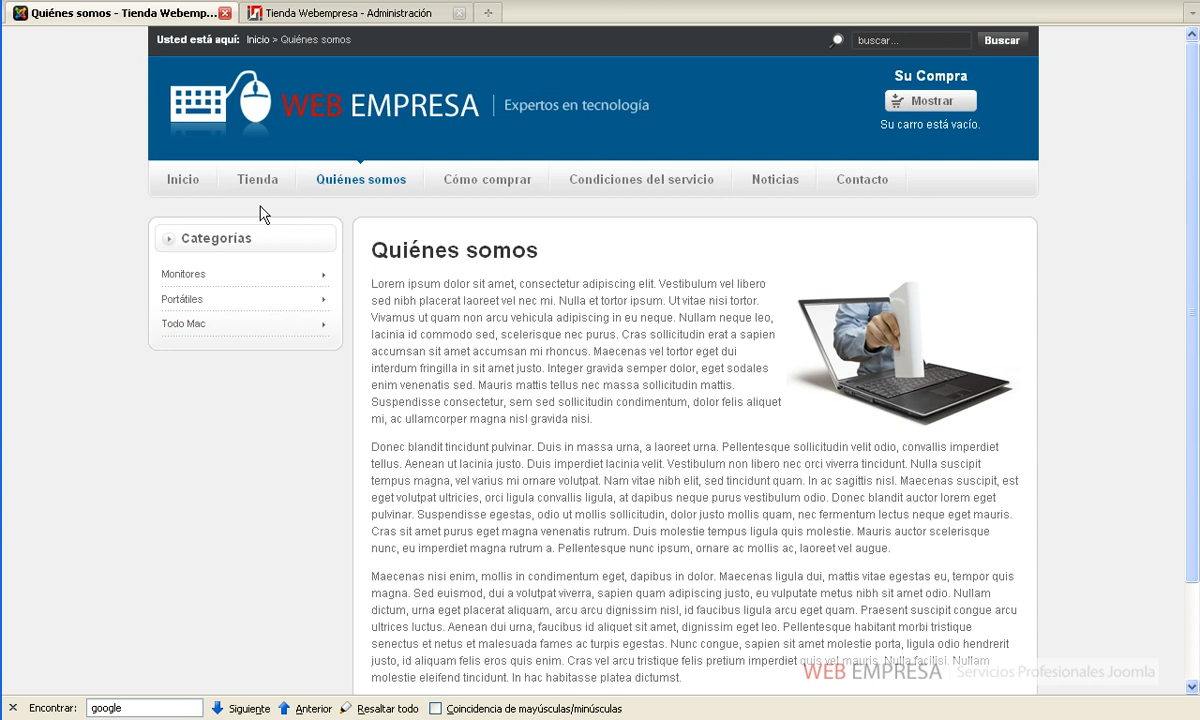 Quiénes somos - Tienda Webemp...
Tienda Webempresa - Administración
Usted está aquí: Inicio » Quiénes somos
buscar...
Buscar
WEB EMPRESA
Expertos en tecnología
Su Compra
Mostrar
Su carro está vacío.
Inicio
Tienda
Quiénes somos
Cómo comprar
Condiciones del servicio
Noticias
Contacto
Categorías
Monitores
Portátiles
Todo Mac
Quiénes somos
Lorem ipsum dolor sit amet, consectetur adipiscing elit. Vestibulum vel libero
sed nibh placerat laoreet vel nec mi. Nulla et tortor ipsum. Ut vitae nisi tortor.
Vivamus ut quam non arcu vehicula adipiscing in eu neque. Nullam neque leo,
lacinia id commodo sed, scelerisque nec purus. Cras sollicitudin erat a sapien
accumsan sit amet accumsan mi rhoncus. Maecenas vel tortor eget dui
interdum fringilla in sit amet justo. Integer gravida semper dolor, eget sodales
enim venenatis sed. Mauris mattis tellus nec massa sollicitudin mattis.
Suspendisse consectetur, sem sed sollicitudin condimentum, dolor felis aliquet
mi, ac ullamcorper magna nisl gravida nisi.
Donec blandit tincidunt pulvinar. Duis in massa urna, a laoreet urna. Pellentesque sollicitudin velit odio, convallis imperdiet
tellus. Aenean ut lacinia justo. Duis imperdiet lacinia velit. Vestibulum non libero nec orci viverra tincidunt. Nulla suscipit
tempus magna, vel varius mi ornare volutpat. Nam vitae nibh elit, sed tincidunt quam. In ac sagittis nisl. Maecenas suscipit, est
eget volutpat ultricies, orci ligula convallis ligula, at dapibus neque purus vestibulum odio. Donec blandit auctor lorem eget
pulvinar. Suspendisse egestas, odio ut mollis sollicitudin, dolor justo mollis quam, nec fermentum lectus neque eget mauris.
Cras sit amet purus eget magna venenatis rutrum. Duis molestie tempus ligula quis molestie. Mauris auctor scelerisque
nunc, eu imperdiet magna rutrum a. Pellentesque nunc ipsum, ornare ac mollis ac, laoreet vel augue.
Maecenas nisi enim, mollis in condimentum eget, dapibus in dolor. Maecenas ligula dui, mattis vitae egestas eu, tempor quis
magna. Sed euismod, dui a volutpat viverra, sapien quam adipiscing justo, eu vulputate metus nibh sit amet odio. Nullam
dictum, urna eget placerat aliquam, arcu arcu dignissim nisl, id faucibus ligula arcu eget quam. Praesent suscipit congue arcu
ultrices luctus. Aenean dui urna, faucibus id aliquet sit amet, dignissim eget leo. Pellentesque habitant morbi tristique
senectus et netus et malesuada fames ac turpis egestas. Nunc congue, sapien sit amet molestie porta, ligula odio hendrerit
justo, id aliquam felis eros quis enim. Cras vel arcu tristique felis pretium imperdiet quis vel mauris. Nulla facilisi. Nullam
molestie eleifend tincidunt. In hac habitasse platea dictumst.
WEB EMPRESA Servicios Profesionales Joomla
Encontrar: google Siguiente Anterior Resaltar todo Coincidencia de mayúsculas/minúsculas